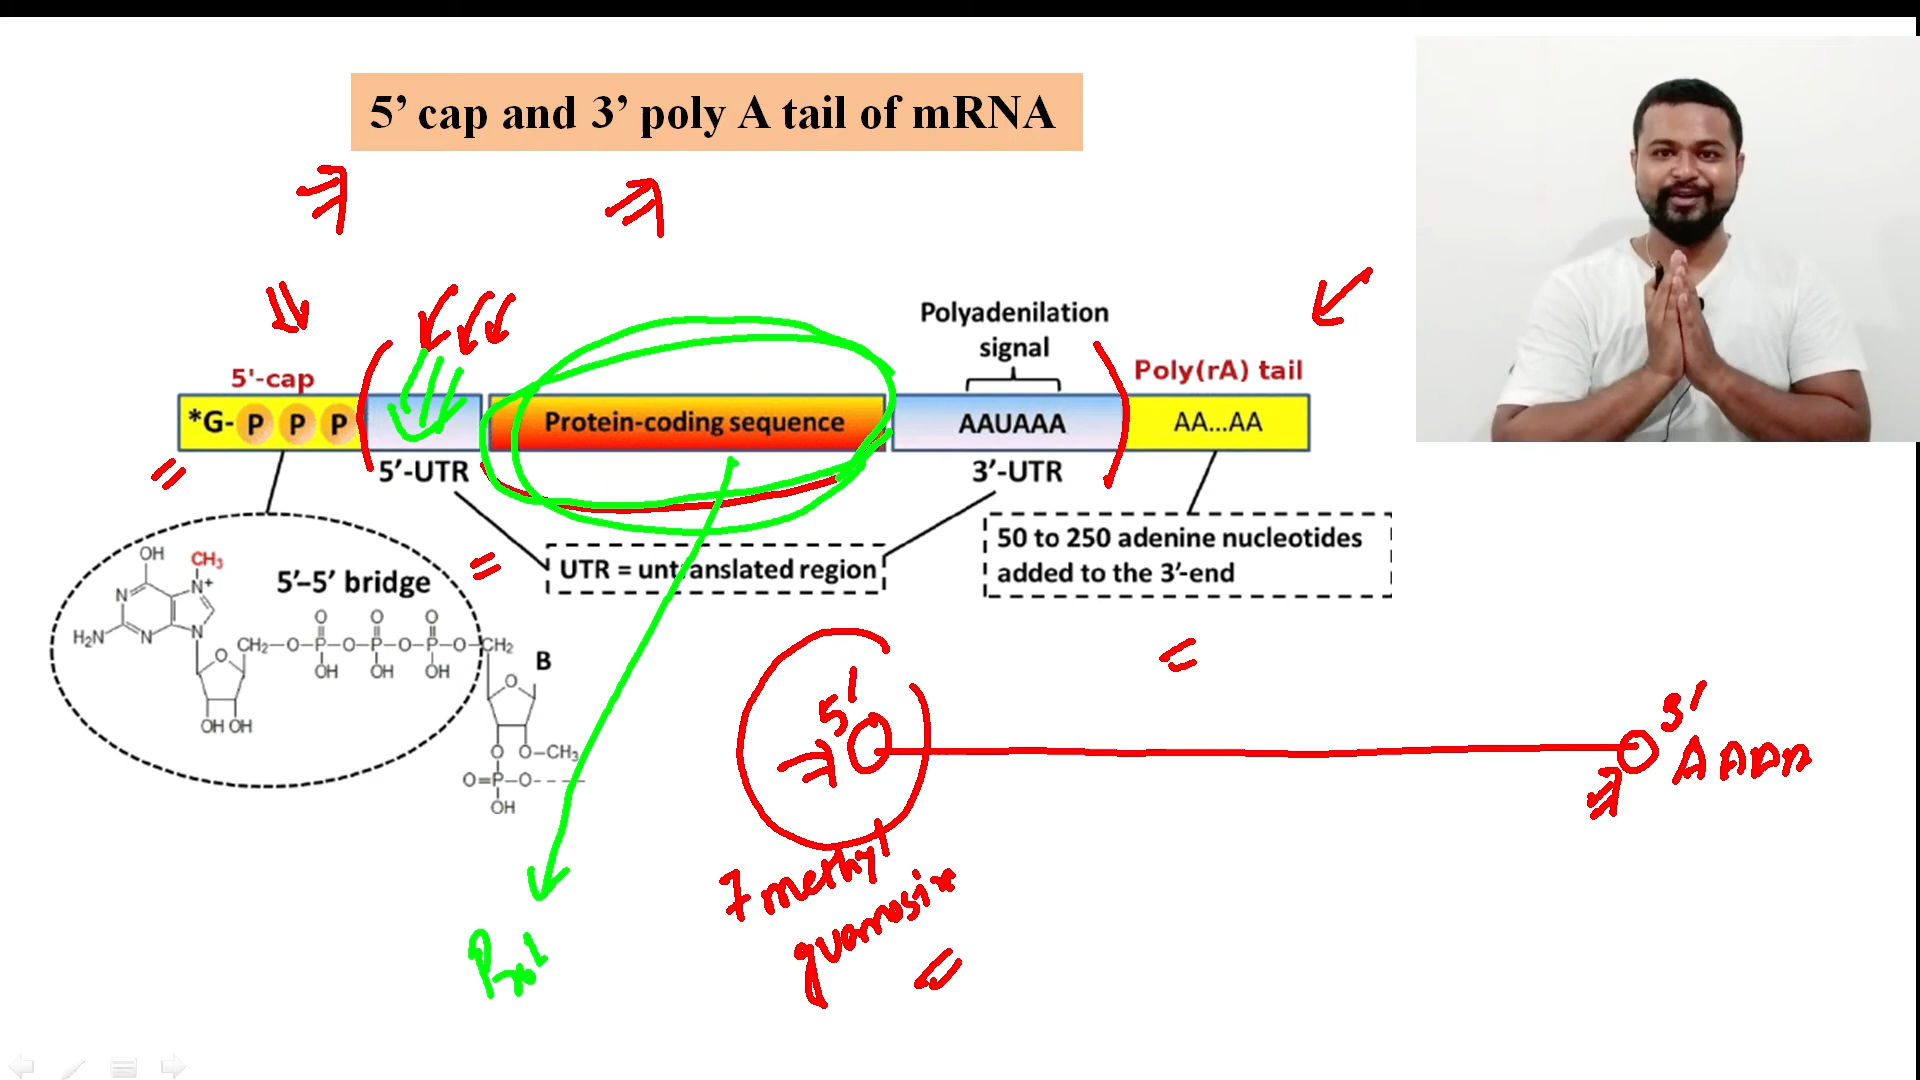 5’ cap and 3’ poly A tail of mRNA
Polyadenilation
signal
5'-cap
Poly(rA) tail
*G- P P P
Protein-coding sequence
AAUAAA
AA...AA
5’-UTR
3’-UTR
UTR = untranslated region
50 to 250 adenine nucleotides
added to the 3’-end
5’–5’ bridge
OH
CH₃
N
N⁺
H₂N
N
N
O
CH₂–O–P–O–P–O–P–O–CH₂
O O O
OH OH OH
OH OH
B
O
O O–CH₃
O=P–O
OH
5'
3'
AAAA
7 methyl
guanosine